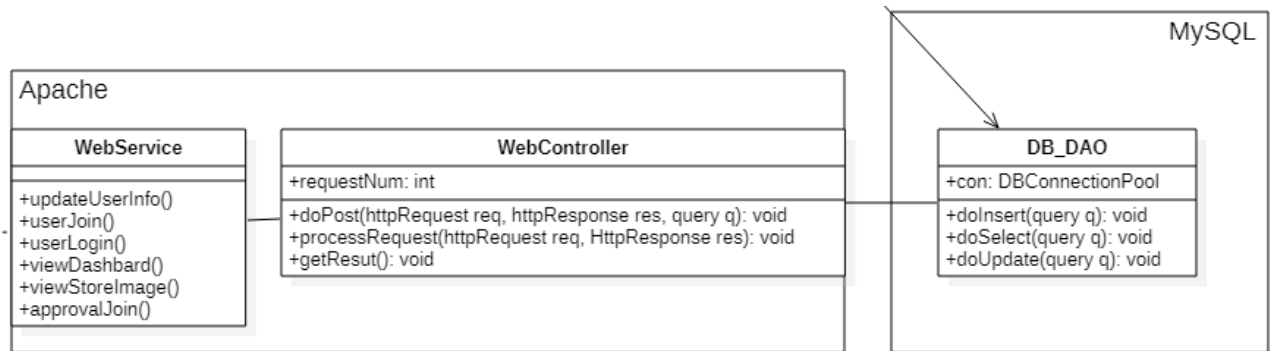 MySQL
Apache
WebService
+updateUserInfo()
+userJoin()
+userLogin()
+viewDashbard()
+viewStoreImage()
+approvalJoin()
WebController
+requestNum: int
+doPost(httpRequest req, httpResponse res, query q): void
+processRequest(httpRequest req, HttpResponse res): void
+getResut(): void
DB_DAO
+con: DBConnectionPool
+doInsert(query q): void
+doSelect(query q): void
+doUpdate(query q): void